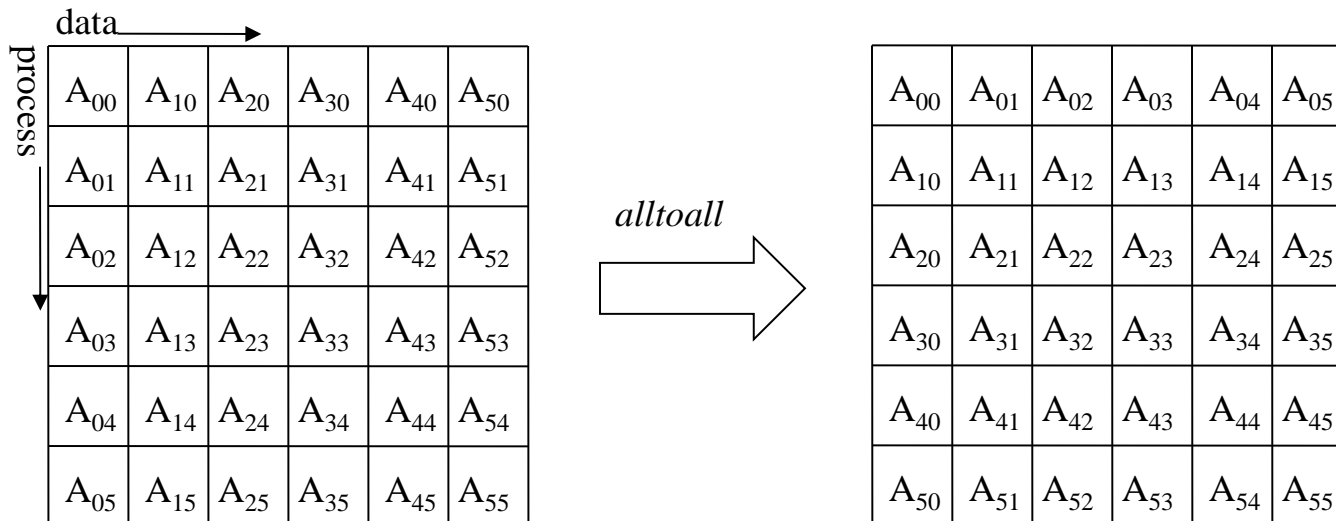 data
process
A₀₀ A₁₀ A₂₀ A₃₀ A₄₀ A₅₀
A₀₁ A₁₁ A₂₁ A₃₁ A₄₁ A₅₁
A₀₂ A₁₂ A₂₂ A₃₂ A₄₂ A₅₂
A₀₃ A₁₃ A₂₃ A₃₃ A₄₃ A₅₃
A₀₄ A₁₄ A₂₄ A₃₄ A₄₄ A₅₄
A₀₅ A₁₅ A₂₅ A₃₅ A₄₅ A₅₅
alltoall
A₀₀ A₀₁ A₀₂ A₀₃ A₀₄ A₀₅
A₁₀ A₁₁ A₁₂ A₁₃ A₁₄ A₁₅
A₂₀ A₂₁ A₂₂ A₂₃ A₂₄ A₂₅
A₃₀ A₃₁ A₃₂ A₃₃ A₃₄ A₃₅
A₄₀ A₄₁ A₄₂ A₄₃ A₄₄ A₄₅
A₅₀ A₅₁ A₅₂ A₅₃ A₅₄ A₅₅